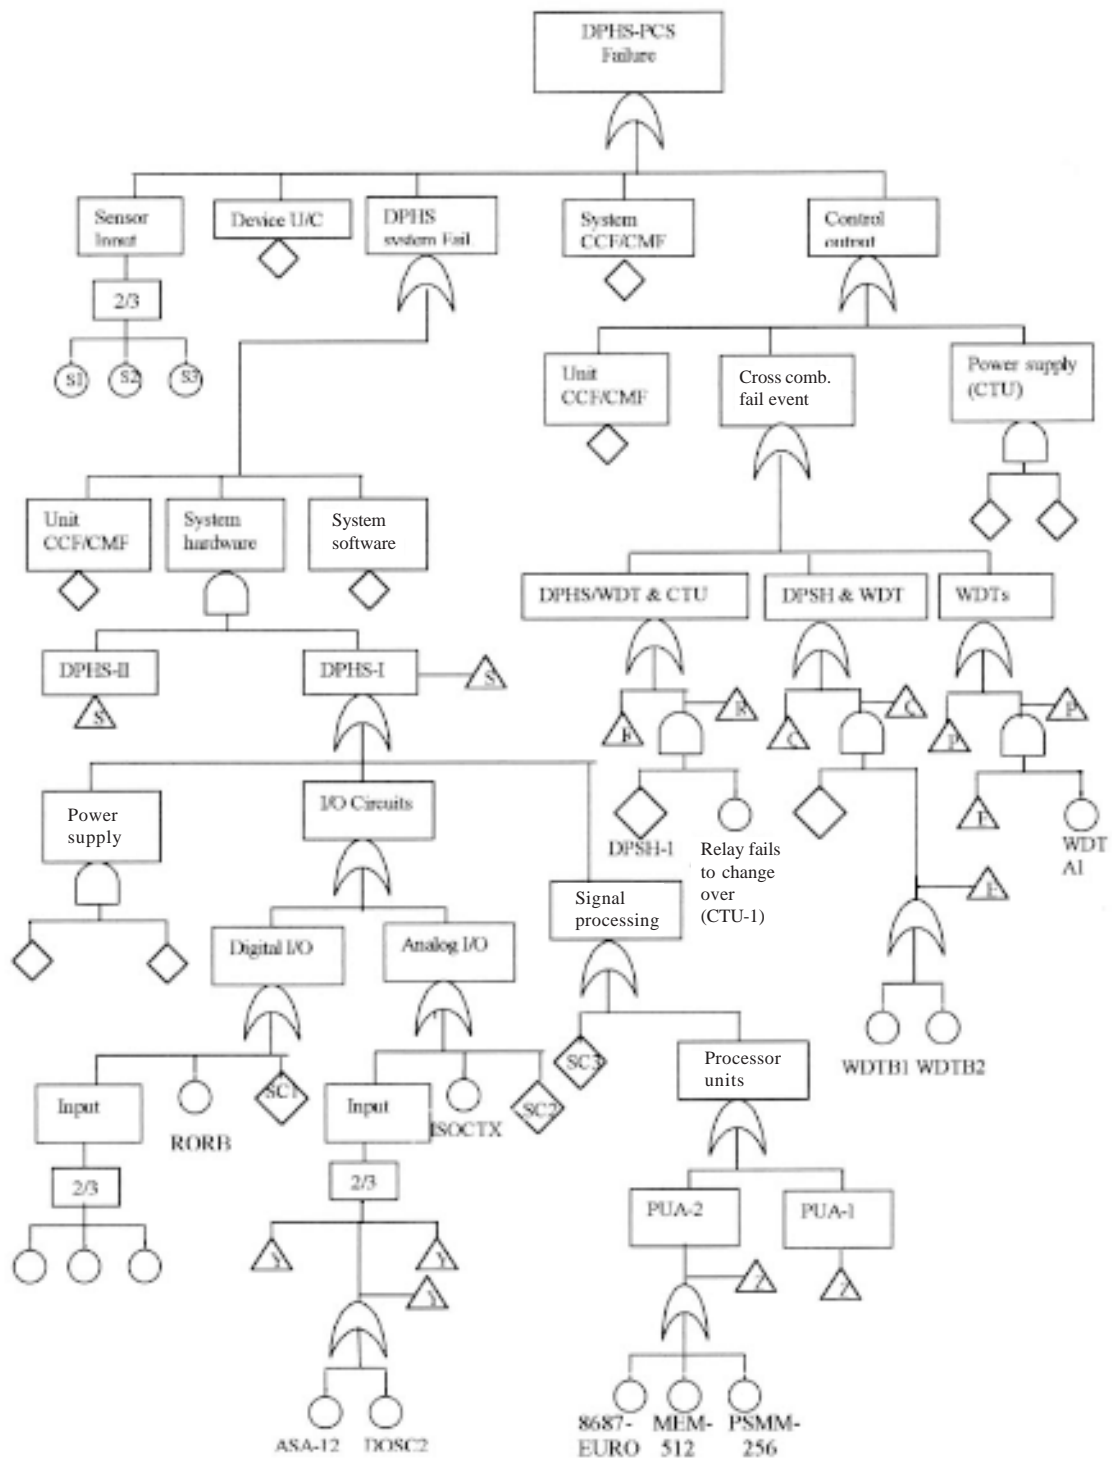 DPHS-PCS
Failure
Sensor
Input
Device U/C
DPHS
system Fail
System
CCF/CMF
Control
output
2/3
S1
S2
S3
Unit
CCF/CMF
Cross comb.
fail event
Power supply
(CTU)
Unit
CCF/CMF
System
hardware
System
software
DPHS/WDT & CTU
DPSH & WDT
WDTs
DPHS-II
DPHS-I
S
S
R
R
C
C
P
P
Power
supply
I/O Circuits
DPSH-1
Relay fails
to change
over
(CTU-1)
WDT
A1
Signal
processing
Digital I/O
Analog I/O
WDTB1
WDTB2
Input
RORB
SC1
Input
ISOCTX
SC2
SC3
Processor
units
2/3
2/3
PUA-2
PUA-1
Y
Y
Y
Z
Z
ASA-12
DOSC2
8687-
EURO
MEM-
512
PSMM-
256